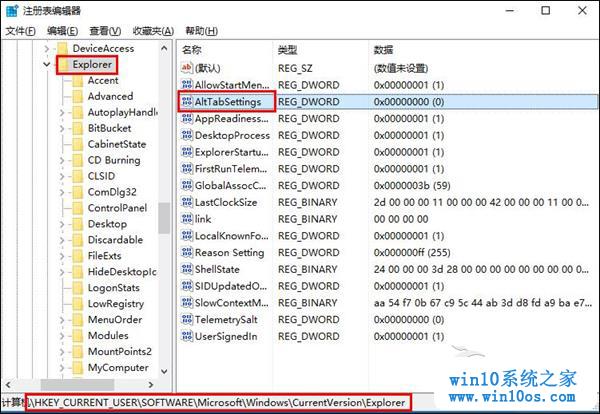 注册表编辑器
文件(F) 编辑(E) 查看(V) 收藏夹(A) 帮助(H)
DeviceAccess
Explorer
Accent
Advanced
AutoplayHandle
BitBucket
CabinetState
CD Burning
CLSID
ComDlg32
ControlPanel
Desktop
Discardable
FileExts
HideDesktopIc
LogonStats
LowRegistry
MenuOrder
Modules
MountPoints2
MyComputer
名称 类型 数据
(默认) REG_SZ (数值未设置)
AllowStartMen... REG_DWORD 0x00000001 (1)
AltTabSettings REG_DWORD 0x00000000 (0)
AppReadiness... REG_DWORD 0x00000001 (1)
DesktopProcess REG_DWORD 0x00000001 (1)
ExplorerStartu... REG_DWORD 0x00000001 (1)
FirstRunTelem... REG_DWORD 0x00000001 (1)
GlobalAssocC... REG_DWORD 0x0000003b (59)
LastClockSize REG_BINARY 2d 00 00 00 11 00 00 00 42 00 00 00 11 00 0...
link REG_BINARY 00 00 00 00
LocalKnownFo... REG_DWORD 0x00000001 (1)
Reason Setting REG_DWORD 0x000000ff (255)
ShellState REG_BINARY 24 00 00 00 3d 28 00 00 00 00 00 00 00 00 0...
SIDUpdatedO... REG_DWORD 0x00000001 (1)
SlowContextM... REG_BINARY aa 54 f7 0b 67 c9 5c 44 ab 3d d8 fd a9 ba e7...
TelemetrySalt REG_DWORD 0x00000000 (0)
UserSignedIn REG_DWORD 0x00000001 (1)
计算机\HKEY_CURRENT_USER\SOFTWARE\Microsoft\Windows\CurrentVersion\Explorer
win10系统之家
www.win10os.com